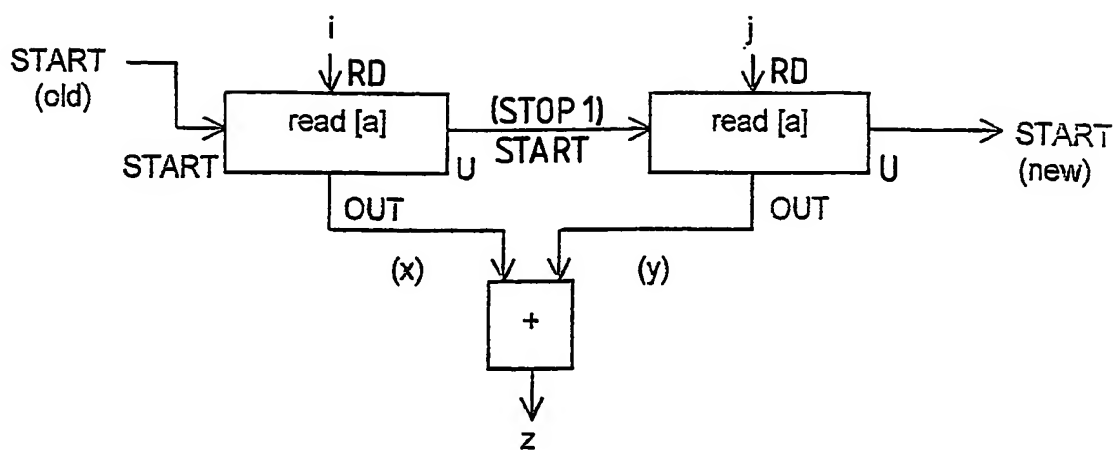 i
j
START
(old)
RD
RD
read [a]
(STOP 1)
read [a]
START
START
U
START
(new)
U
OUT
OUT
(x)
(y)
+
z